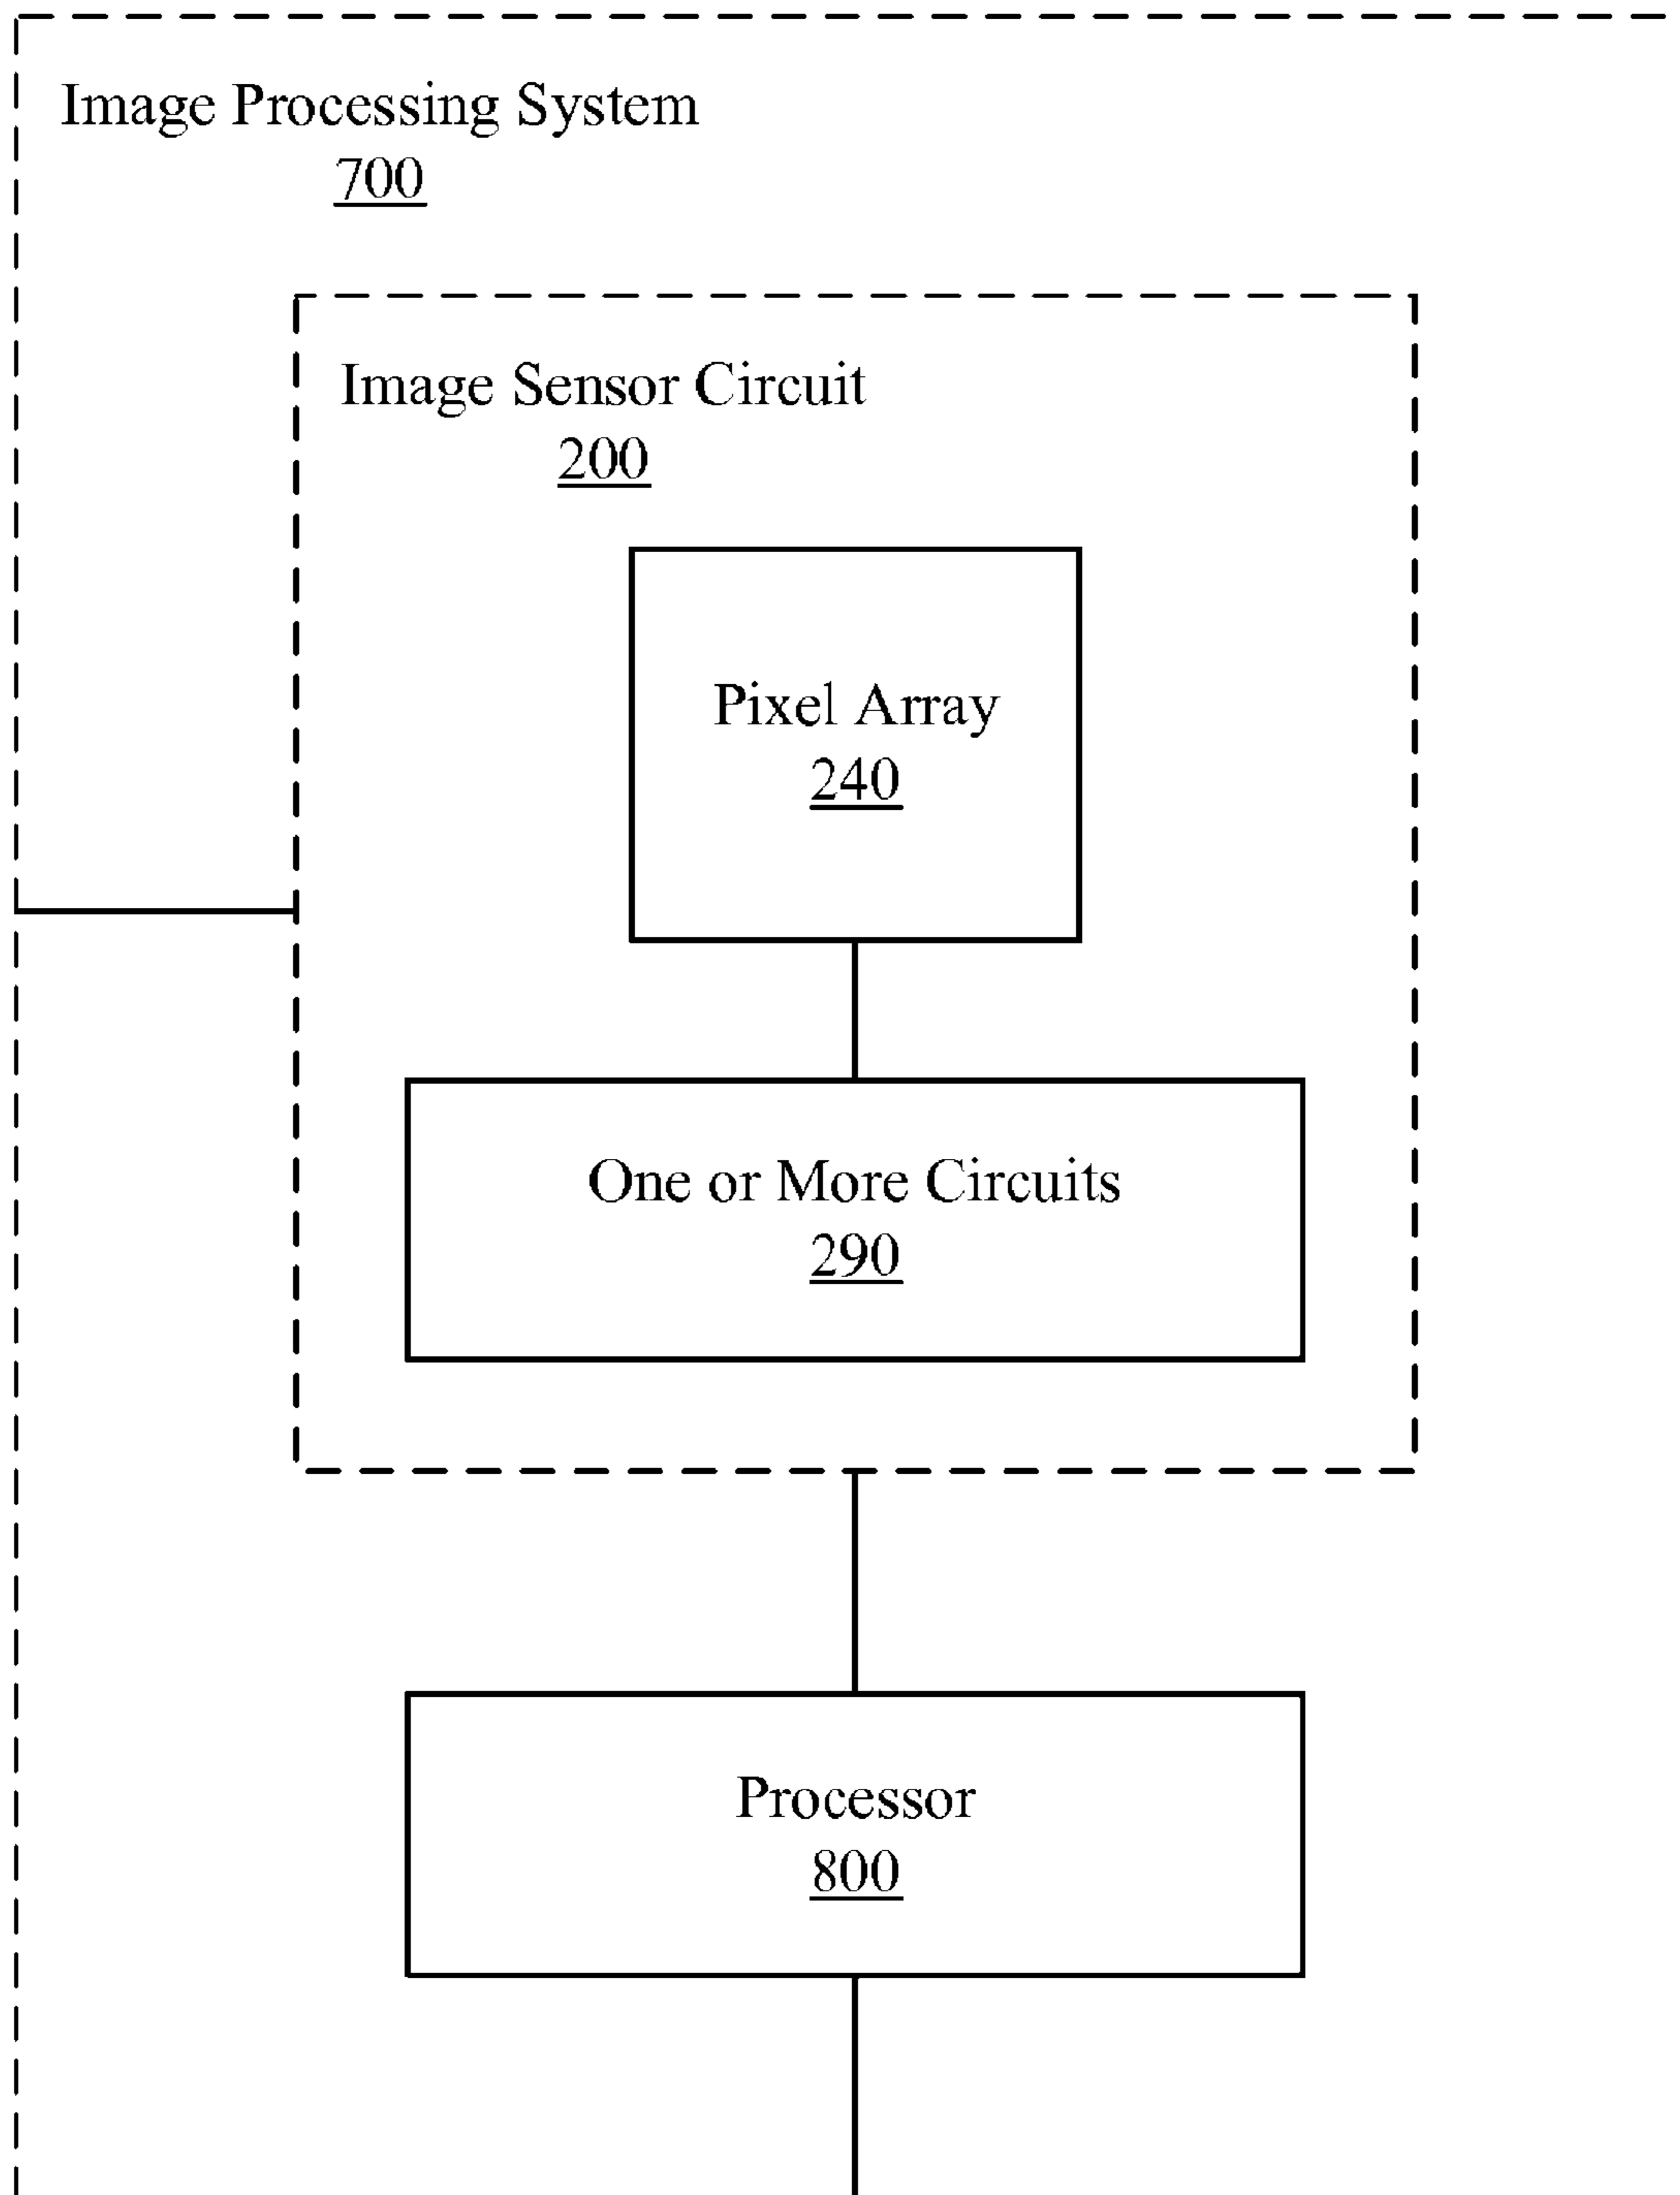 Image Processing System
700
Image Sensor Circuit
200
Pixel Array
240
One or More Circuits
290
Processor
800